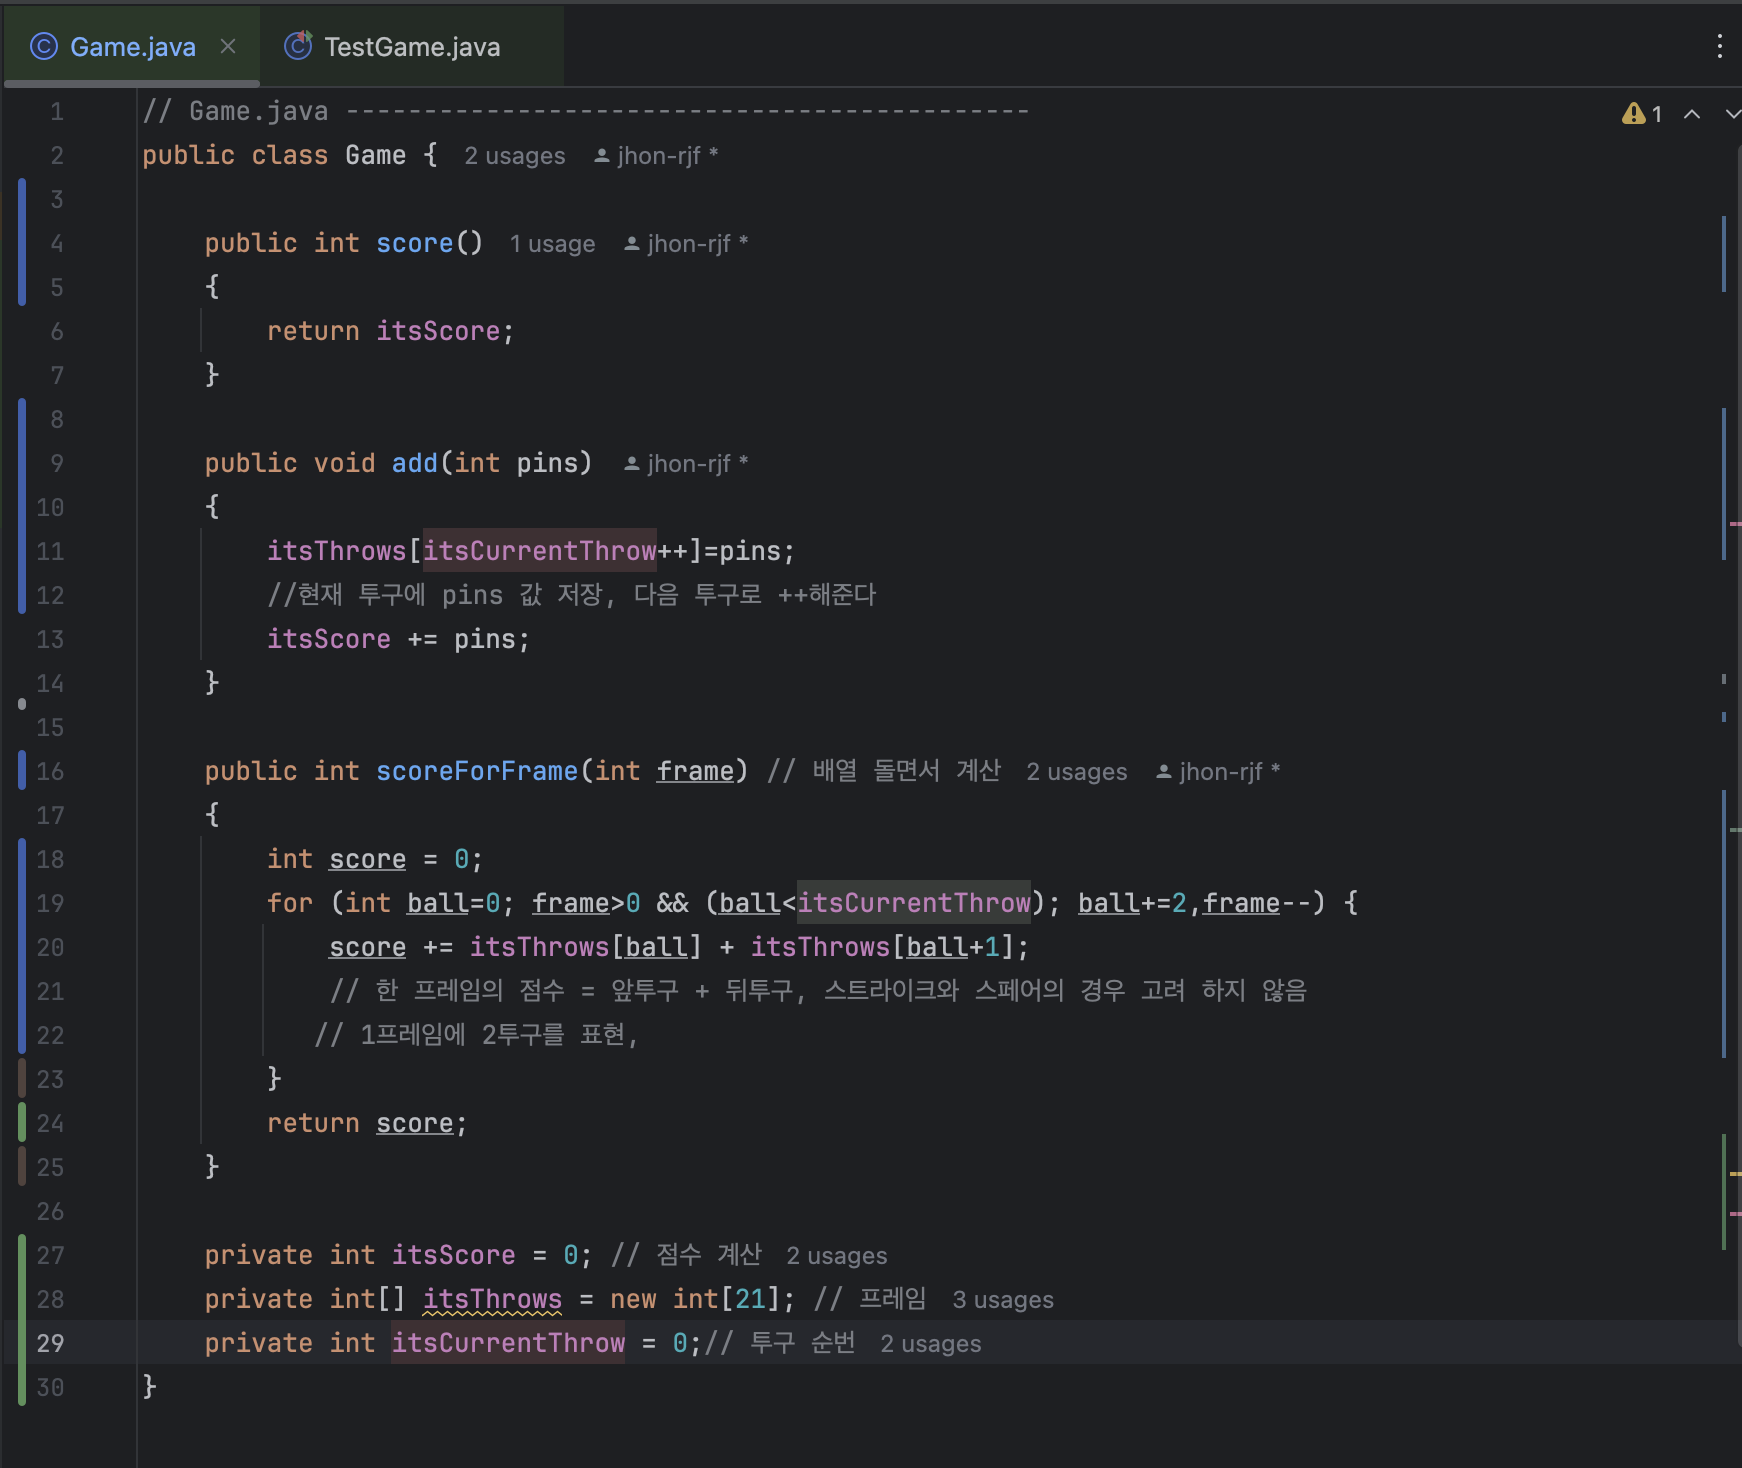 Game.java
TestGame.java
1
1 // Game.java --------------------------------------------
2 public class Game { 2 usages jhon-rjf *
3
4 public int score() 1 usage jhon-rjf *
5 {
6 return itsScore;
7 }
8
9 public void add(int pins) jhon-rjf *
10 {
11 itsThrows[itsCurrentThrow++]=pins;
12 //현재 투구에 pins 값 저장, 다음 투구로 ++해준다
13 itsScore += pins;
14 }
15
16 public int scoreForFrame(int frame) // 배열 돌면서 계산 2 usages jhon-rjf *
17 {
18 int score = 0;
19 for (int ball=0; frame>0 && (ball<itsCurrentThrow); ball+=2,frame--) {
20 score += itsThrows[ball] + itsThrows[ball+1];
21 // 한 프레임의 점수 = 앞투구 + 뒤투구, 스트라이크와 스페어의 경우 고려 하지 않음
22 // 1프레임에 2투구를 표현,
23 }
24 return score;
25 }
26
27 private int itsScore = 0; // 점수 계산 2 usages
28 private int[] itsThrows = new int[21]; // 프레임 3 usages
29 private int itsCurrentThrow = 0;// 투구 순번 2 usages
30 }